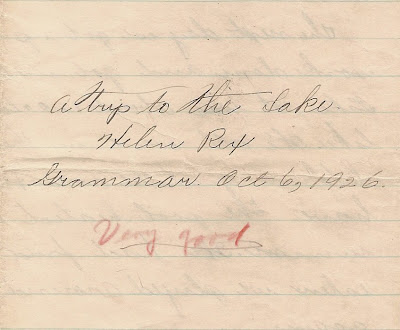 A trip to the Lake.
Helen Rex
Grammar. Oct 6, 1926.
Very good